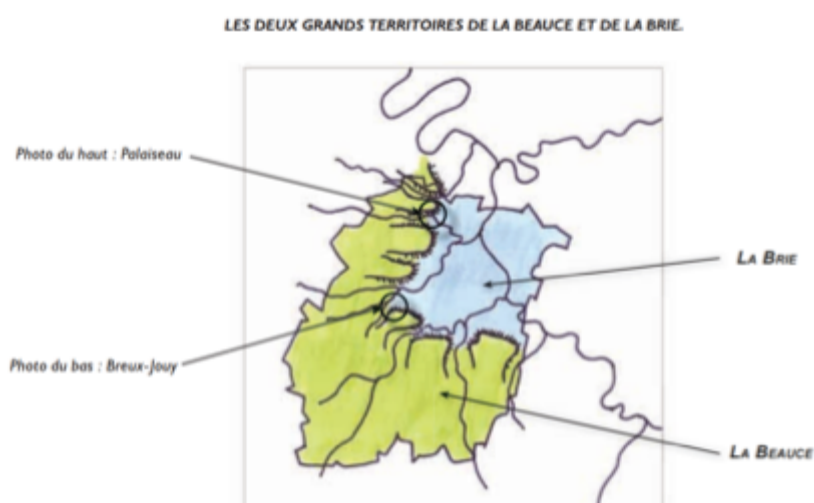 LES DEUX GRANDS TERRITOIRES DE LA BEAUCE ET DE LA BRIE.
Photo du haut : Palaiseau
LA BRIE
Photo du bas : Breux-Jouy
LA BEAUCE